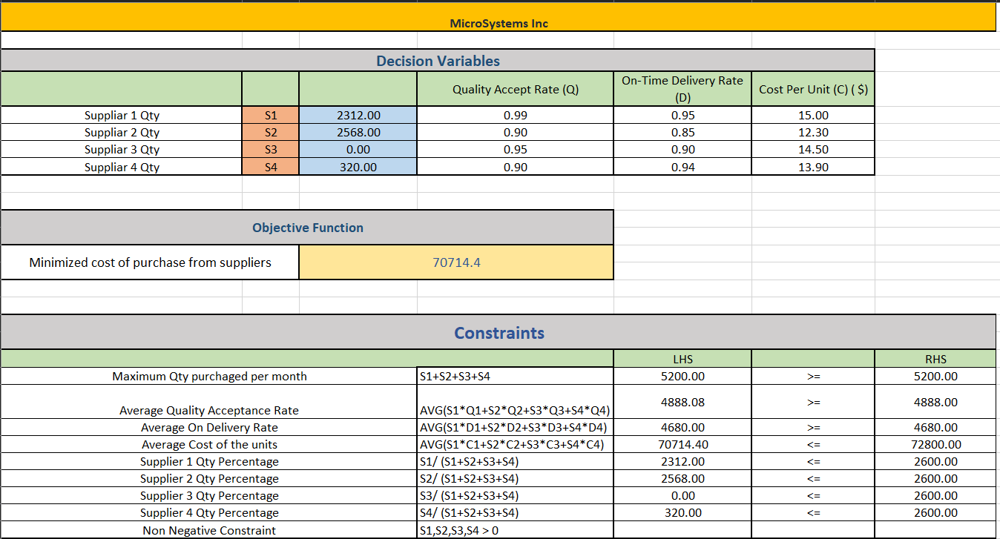 MicroSystems Inc
Decision Variables
Quality Accept Rate (Q) On-Time Delivery Rate (D) Cost Per Unit (C) ( $)
Suppliar 1 Qty S1 2312.00 0.99 0.95 15.00
Suppliar 2 Qty S2 2568.00 0.90 0.85 12.30
Suppliar 3 Qty S3 0.00 0.95 0.90 14.50
Suppliar 4 Qty S4 320.00 0.90 0.94 13.90
Objective Function
Minimized cost of purchase from suppliers 70714.4
Constraints
LHS RHS
Maximum Qty purchaged per month S1+S2+S3+S4 5200.00 >= 5200.00
Average Quality Acceptance Rate AVG(S1*Q1+S2*Q2+S3*Q3+S4*Q4) 4888.08 >= 4888.00
Average On Delivery Rate AVG(S1*D1+S2*D2+S3*D3+S4*D4) 4680.00 >= 4680.00
Average Cost of the units AVG(S1*C1+S2*C2+S3*C3+S4*C4) 70714.40 <= 72800.00
Supplier 1 Qty Percentage S1/ (S1+S2+S3+S4) 2312.00 <= 2600.00
Supplier 2 Qty Percentage S2/ (S1+S2+S3+S4) 2568.00 <= 2600.00
Supplier 3 Qty Percentage S3/ (S1+S2+S3+S4) 0.00 <= 2600.00
Supplier 4 Qty Percentage S4/ (S1+S2+S3+S4) 320.00 <= 2600.00
Non Negative Constraint S1,S2,S3,S4 > 0